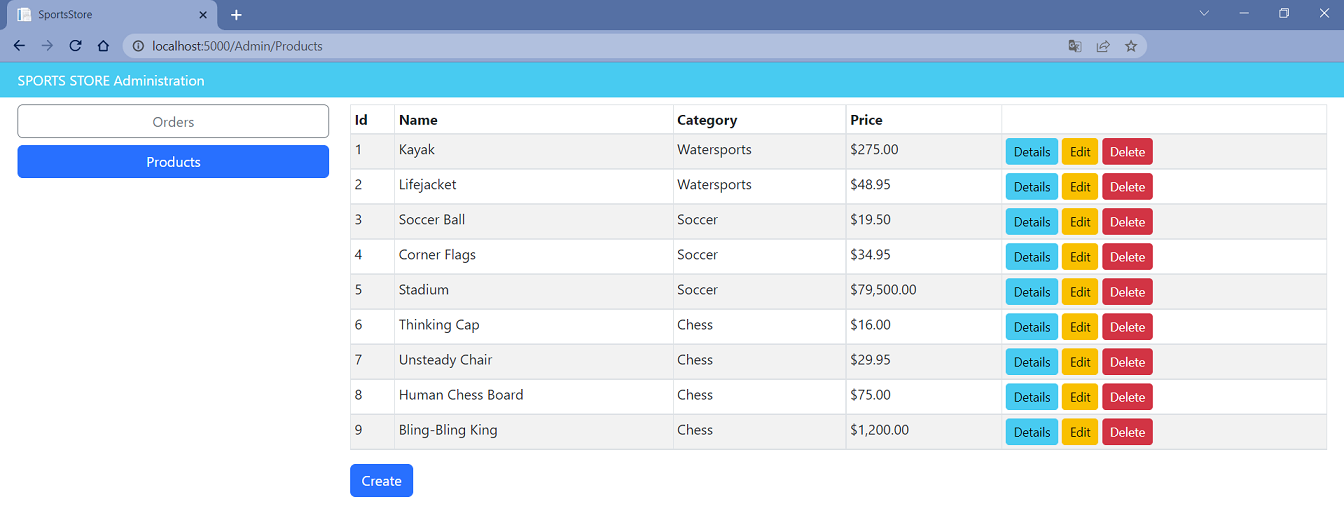 SportsStore
localhost:5000/Admin/Products
SPORTS STORE Administration
Orders
Products
Id Name Category Price
1 Kayak Watersports $275.00 Details Edit Delete
2 Lifejacket Watersports $48.95 Details Edit Delete
3 Soccer Ball Soccer $19.50 Details Edit Delete
4 Corner Flags Soccer $34.95 Details Edit Delete
5 Stadium Soccer $79,500.00 Details Edit Delete
6 Thinking Cap Chess $16.00 Details Edit Delete
7 Unsteady Chair Chess $29.95 Details Edit Delete
8 Human Chess Board Chess $75.00 Details Edit Delete
9 Bling-Bling King Chess $1,200.00 Details Edit Delete
Create